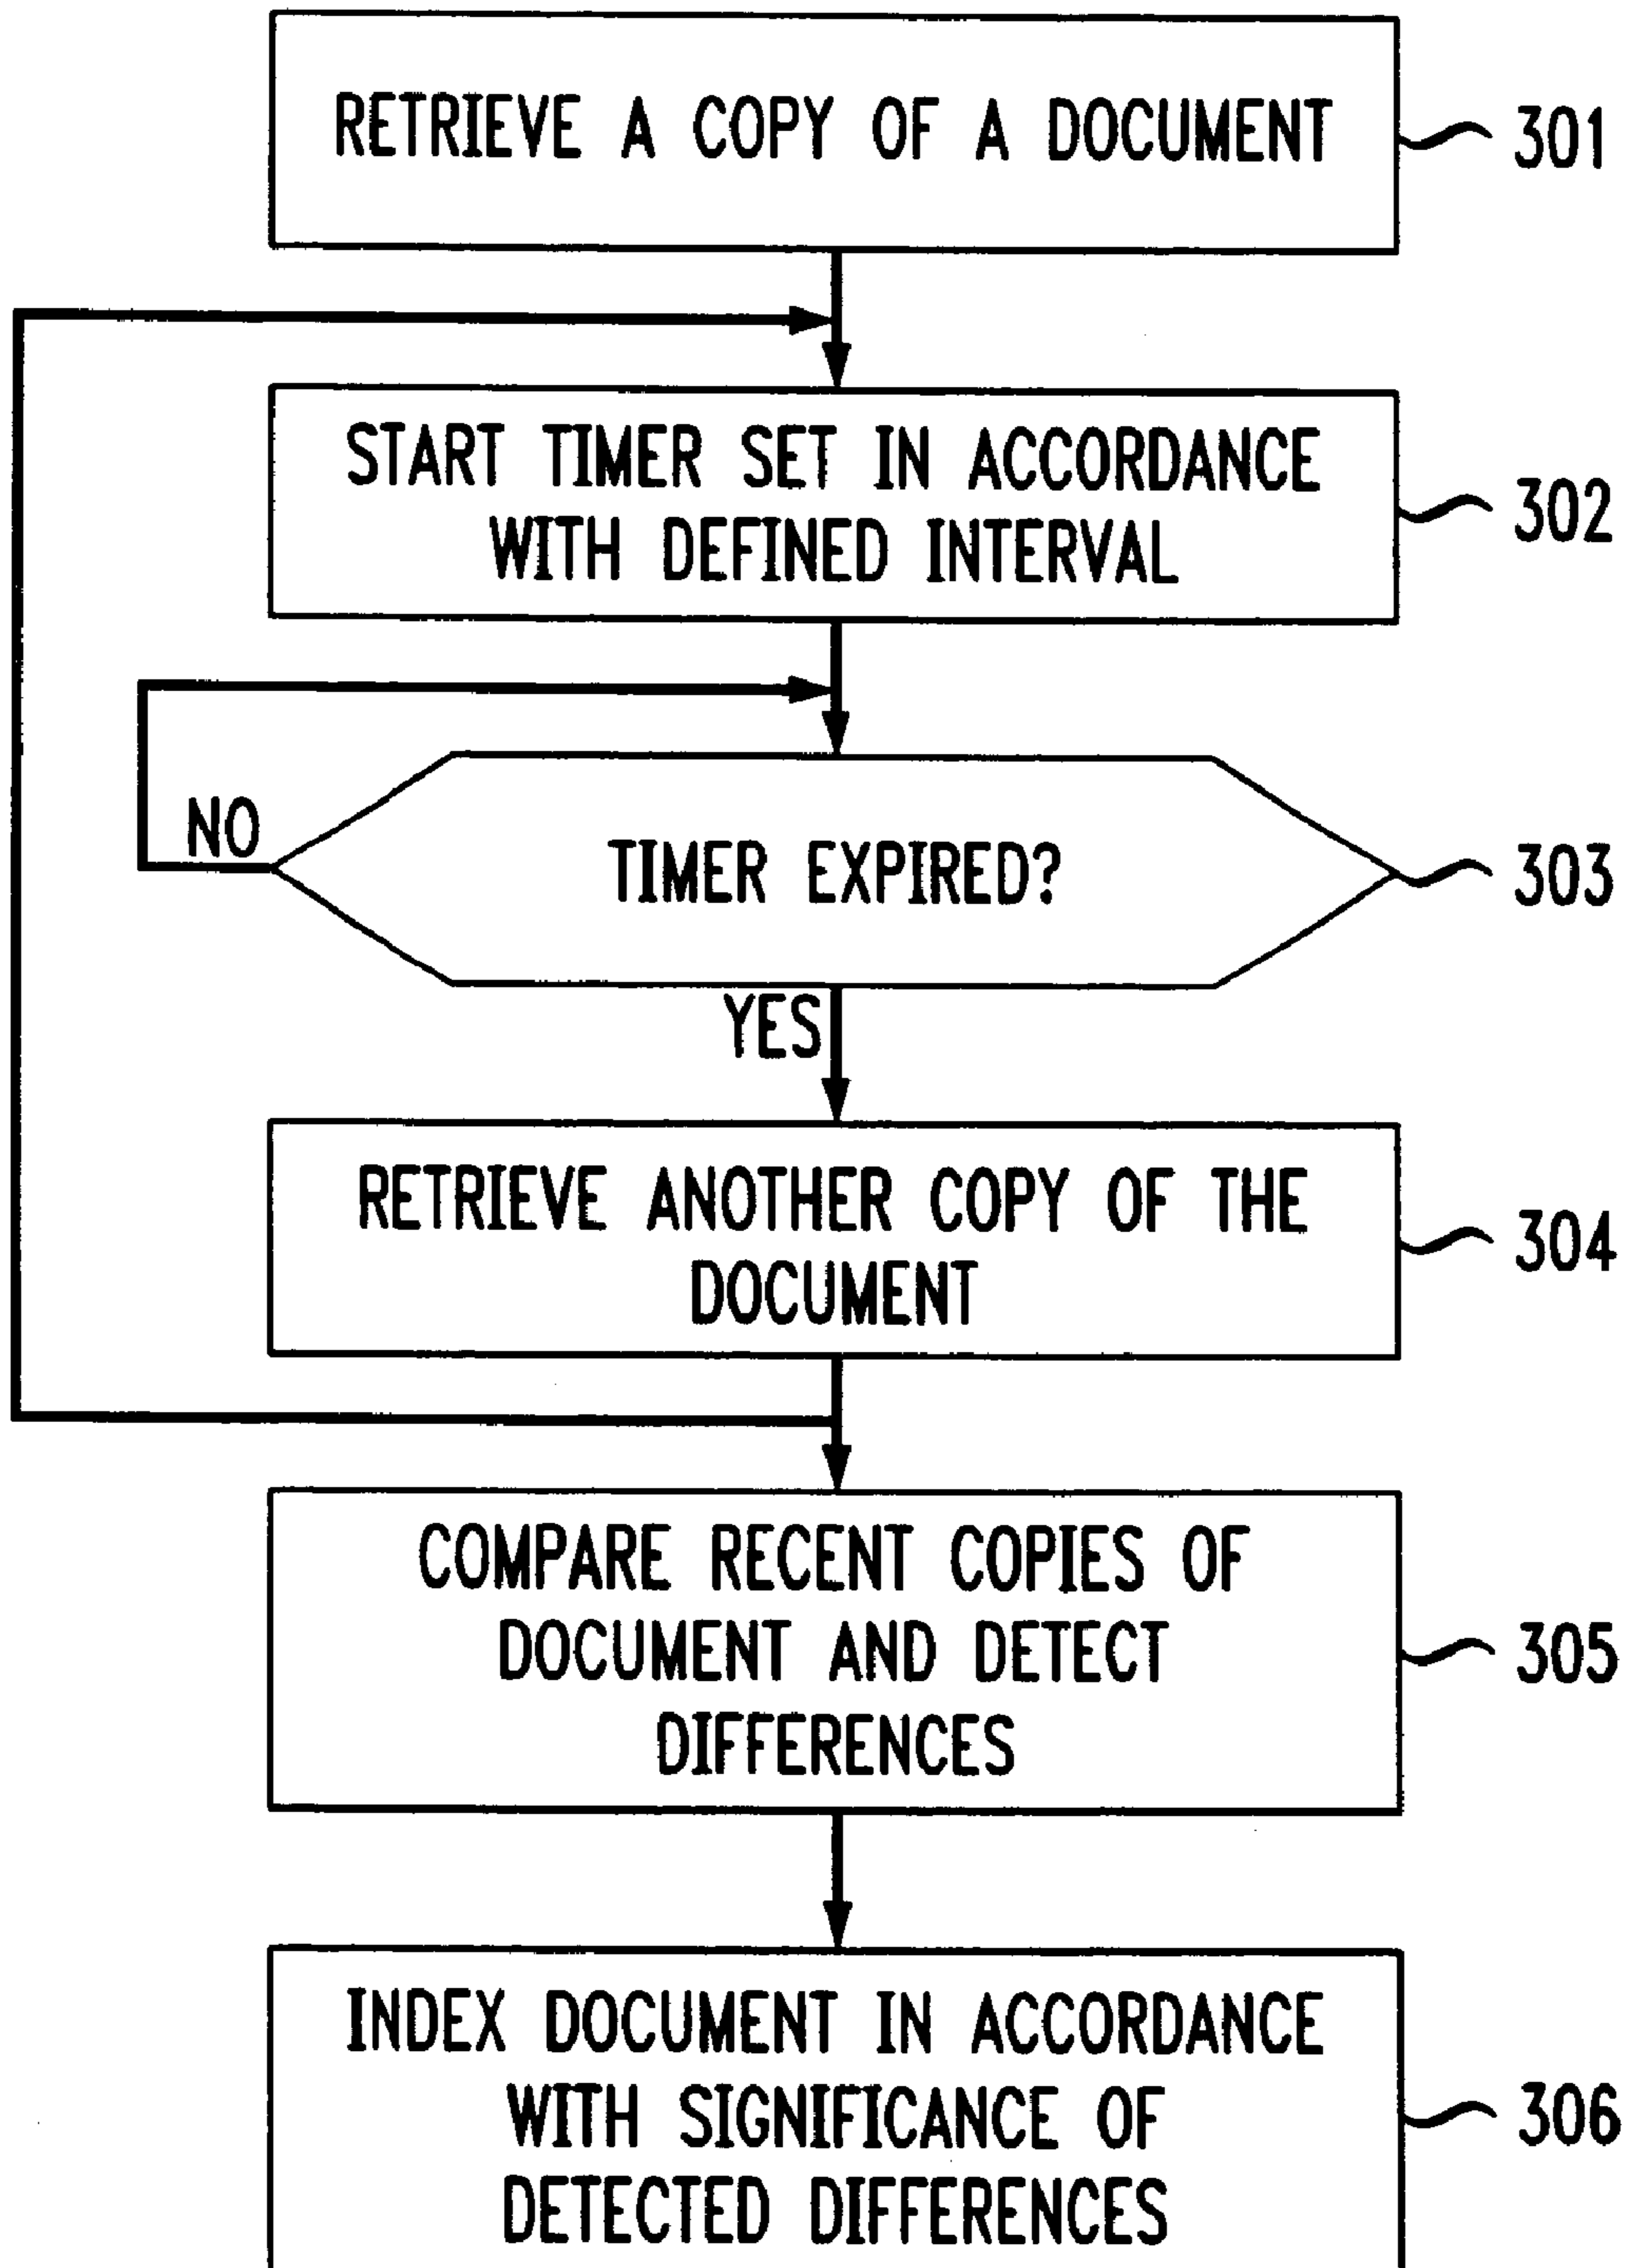 RETRIEVE A COPY OF A DOCUMENT
301
START TIMER SET IN ACCORDANCE
WITH DEFINED INTERVAL
302
NO
TIMER EXPIRED?
303
YES
RETRIEVE ANOTHER COPY OF THE
DOCUMENT
304
COMPARE RECENT COPIES OF
DOCUMENT AND DETECT
DIFFERENCES
305
INDEX DOCUMENT IN ACCORDANCE
WITH SIGNIFICANCE OF
DETECTED DIFFERENCES
306